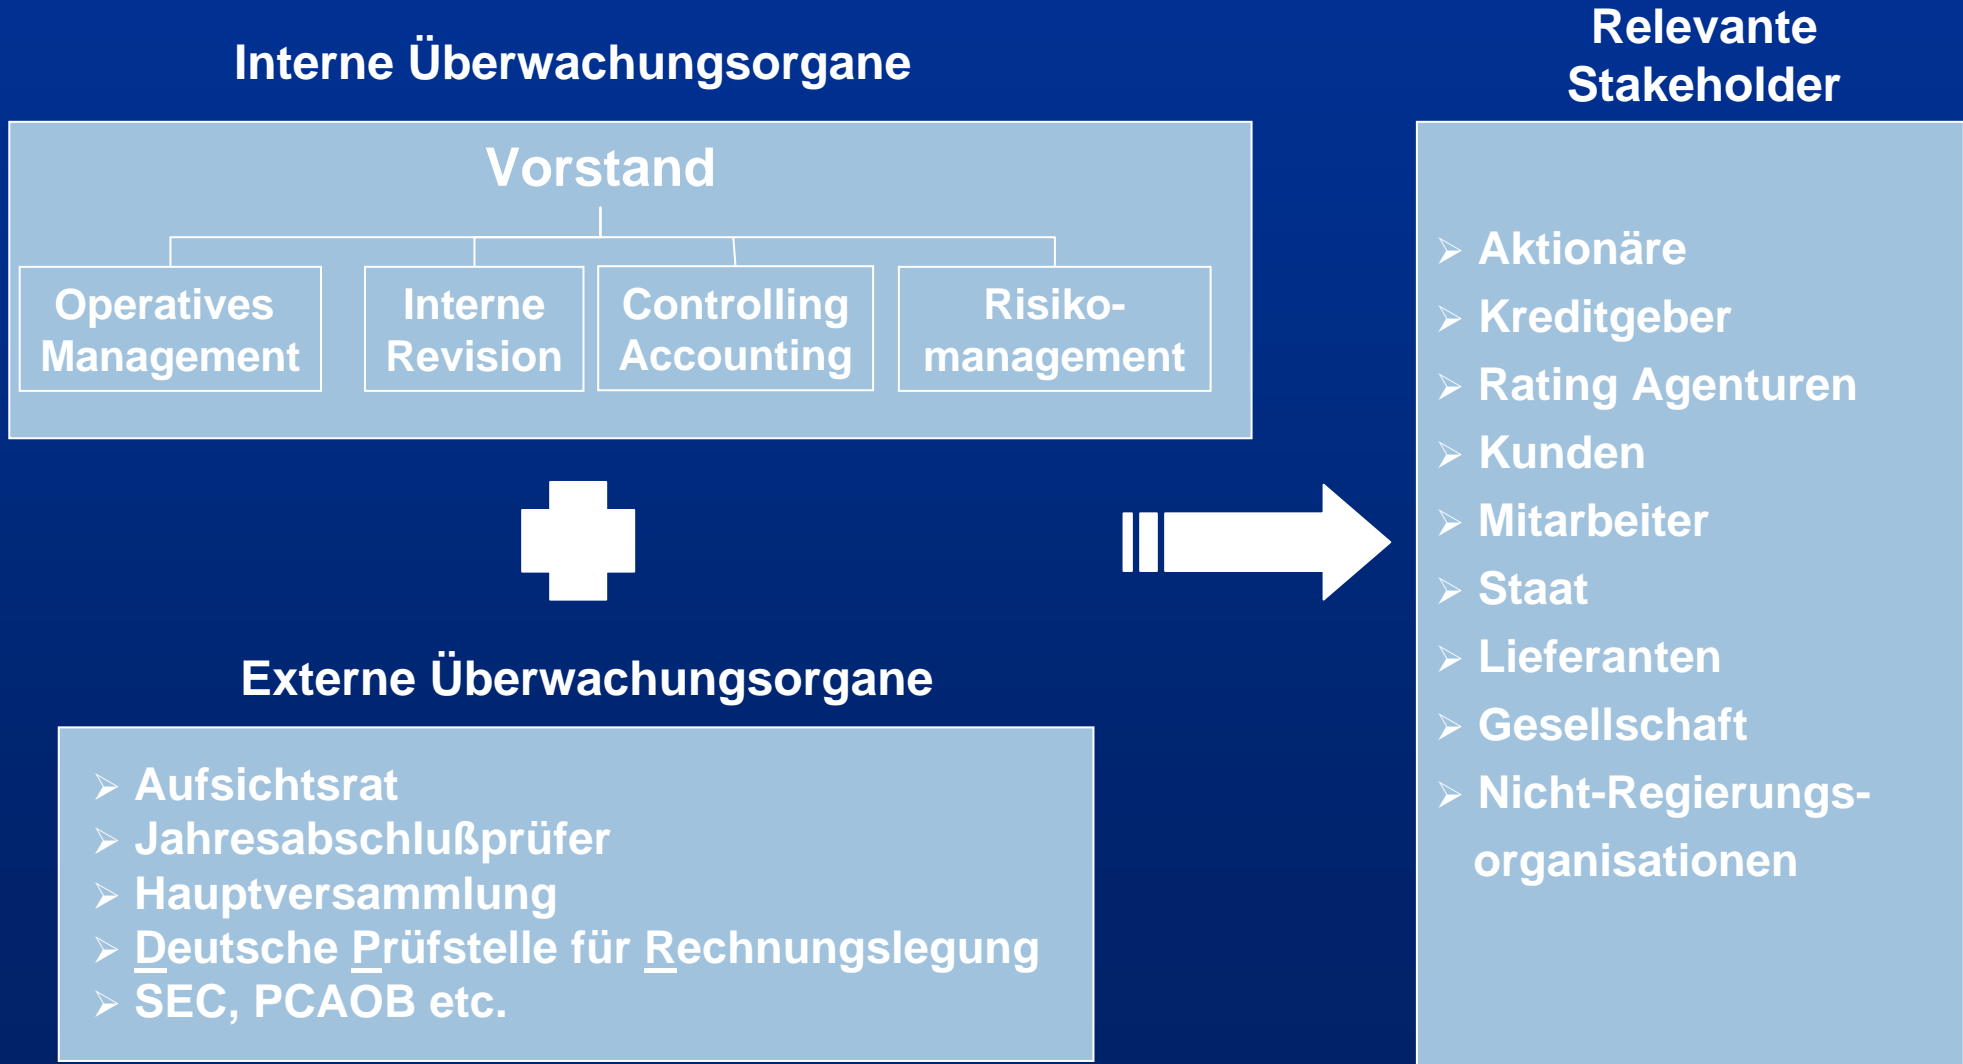 Interne Überwachungsorgane
Vorstand
Operatives
Management
Interne
Revision
Controlling
Accounting
Risiko-
management
Externe Überwachungsorgane
Aufsichtsrat
Jahresabschlußprüfer
Hauptversammlung
Deutsche Prüfstelle für Rechnungslegung
SEC, PCAOB etc.
Relevante
Stakeholder
Aktionäre
Kreditgeber
Rating Agenturen
Kunden
Mitarbeiter
Staat
Lieferanten
Gesellschaft
Nicht-Regierungs-
organisationen